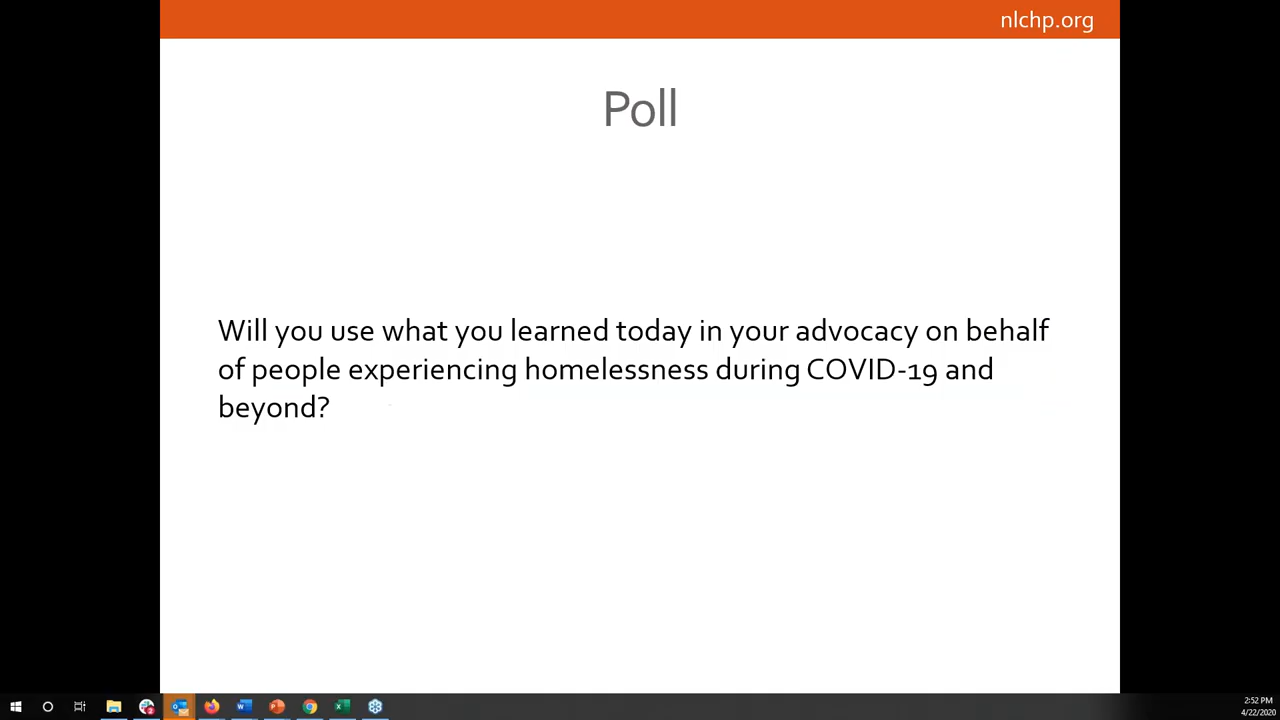 nlchp.org
Poll
Will you use what you learned today in your advocacy on behalf
of people experiencing homelessness during COVID-19 and
beyond?
2:52 PM
4/22/2020